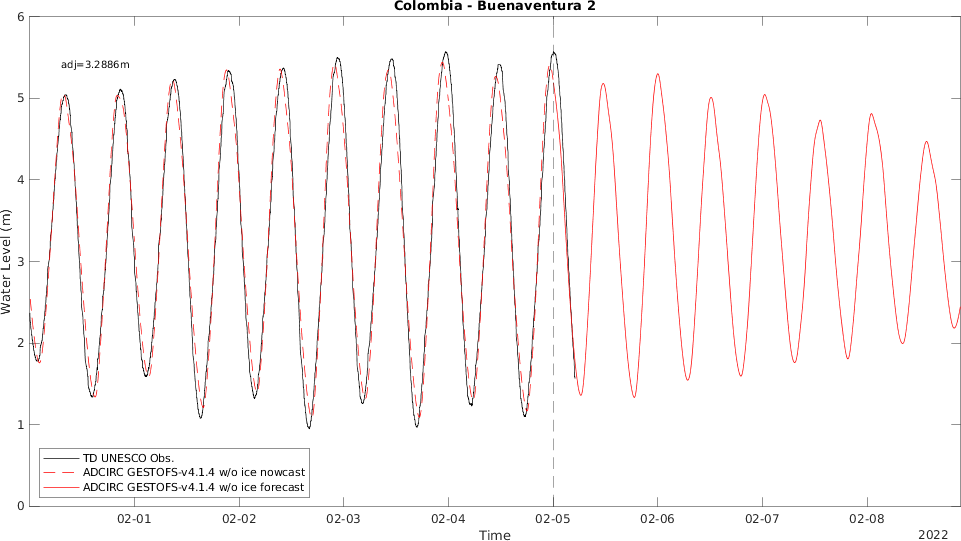 Colombia - Buenaventura 2
6
adj=3.2886m
5
4
3
2
1
0
Water Level (m)
TD UNESCO Obs.
ADCIRC GESTOFS-v4.1.4 w/o ice nowcast
ADCIRC GESTOFS-v4.1.4 w/o ice forecast
02-01 02-02 02-03 02-04 02-05 02-06 02-07 02-08
Time
2022